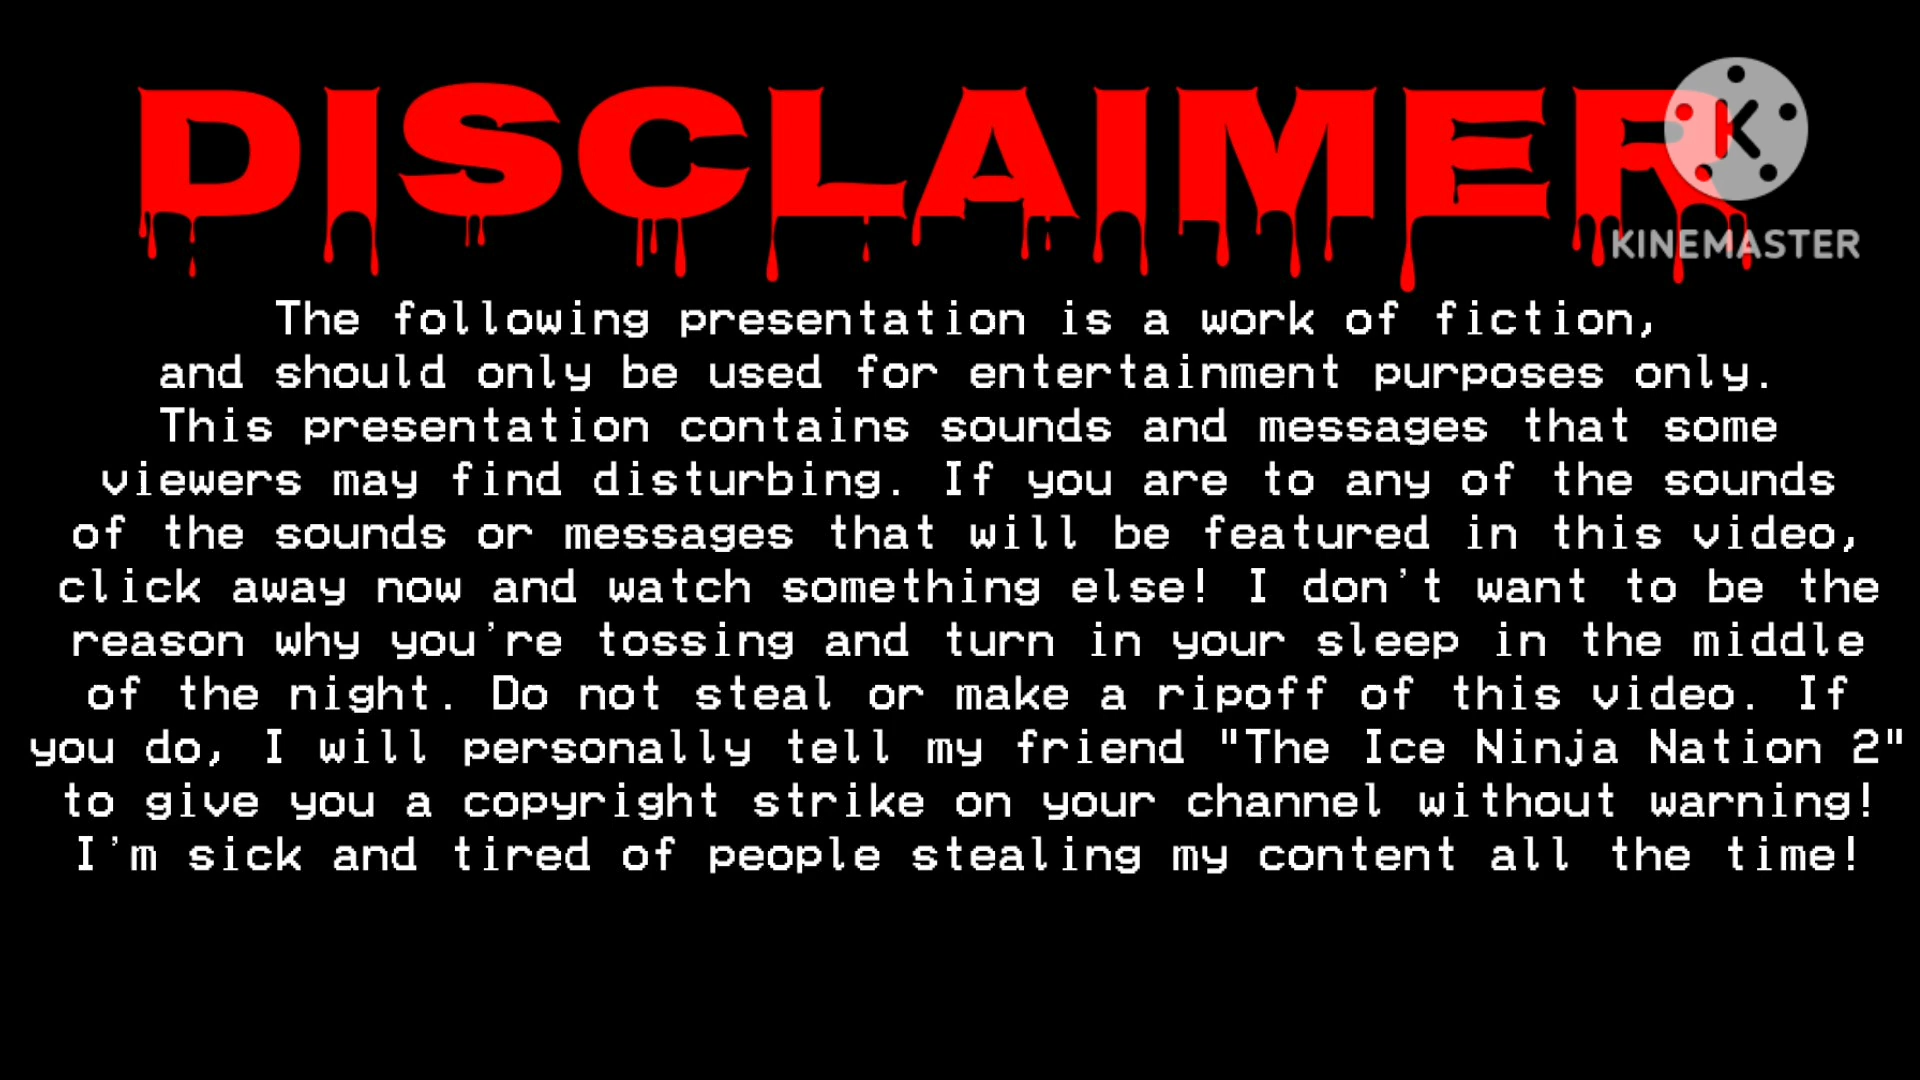 DISCLAIMER
K
KINEMASTER
The following presentation is a work of fiction,
and should only be used for entertainment purposes only.
This presentation contains sounds and messages that some
viewers may find disturbing. If you are to any of the sounds
of the sounds or messages that will be featured in this video,
click away now and watch something else! I don't want to be the
reason why you're tossing and turn in your sleep in the middle
of the night. Do not steal or make a ripoff of this video. If
you do, I will personally tell my friend "The Ice Ninja Nation 2"
to give you a copyright strike on your channel without warning!
I'm sick and tired of people stealing my content all the time!